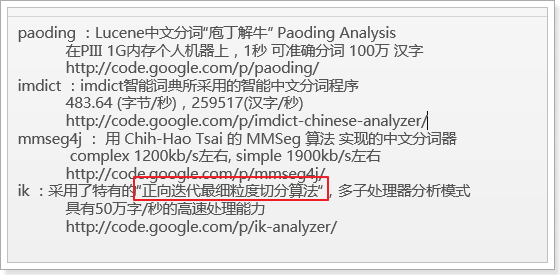 paoding ：Lucene中文分词“庖丁解牛” Paoding Analysis
在PIII 1G内存个人机器上，1秒 可准确分词 100万 汉字
http://code.google.com/p/paoding/
imdict ：imdict智能词典所采用的智能中文分词程序
483.64 (字节/秒)，259517(汉字/秒)
http://code.google.com/p/imdict-chinese-analyzer/
mmseg4j ： 用 Chih-Hao Tsai 的 MMSeg 算法 实现的中文分词器
complex 1200kb/s左右, simple 1900kb/s左右
http://code.google.com/p/mmseg4j/
ik ：采用了特有的“正向迭代最细粒度切分算法”，多子处理器分析模式
具有50万字/秒的高速处理能力
http://code.google.com/p/ik-analyzer/